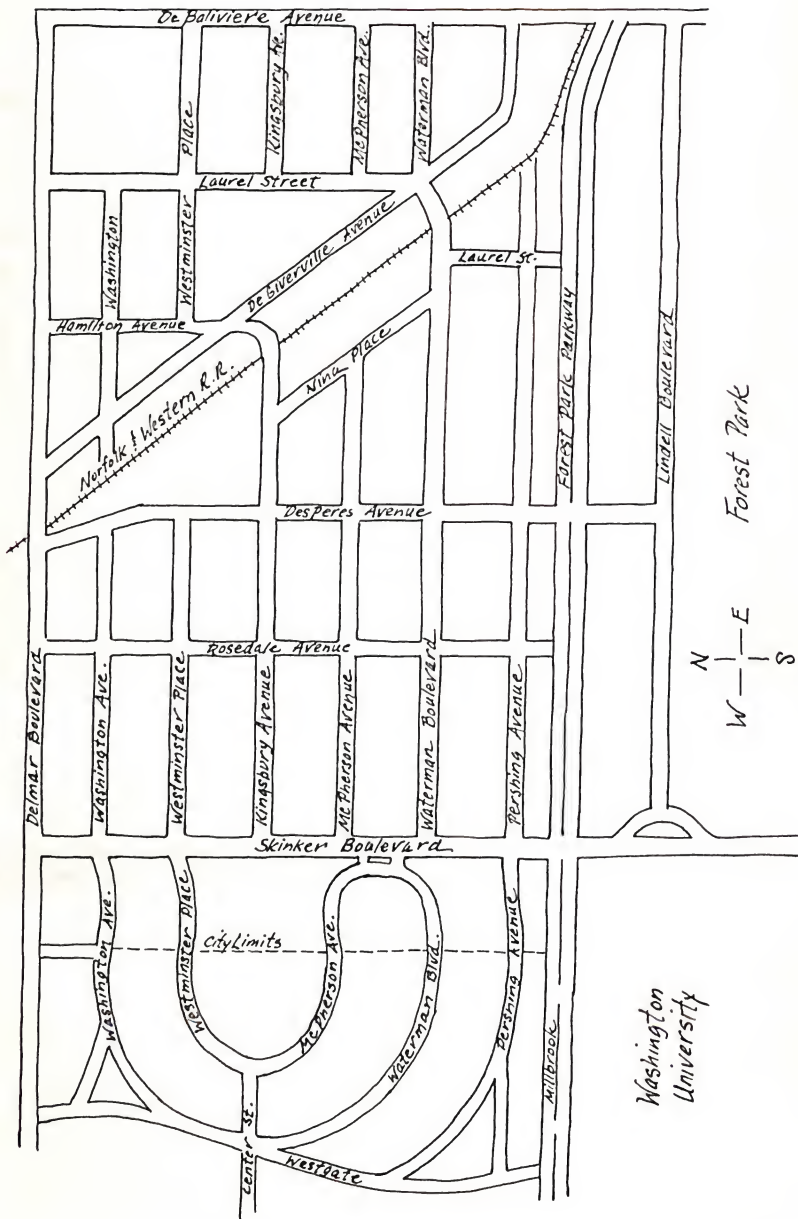 De Baliviere Avenue
Place
Kingsbury Ave.
McPherson Ave.
Waterman Blvd.
Laurel Street
Washington
Westminster
De Giverville Avenue
Laurel St.
Hamilton Avenue
Nina Place
Norfolk & Western R.R.
Forest Park Parkway
Lindell Boulevard
Forest Park
DesPeres Avenue
N
W
E
S
Rosedale Avenue
Delmar Boulevard
Washington Ave.
Westminster Place
Kingsbury Avenue
McPherson Avenue
Waterman Boulevard
Pershing Avenue
Skinker Boulevard
Washington Ave.
Westminster Place
City Limits
McPherson Ave.
Waterman Blvd.
Pershing Avenue
Millbrook
Washington
University
Center St.
Westgate